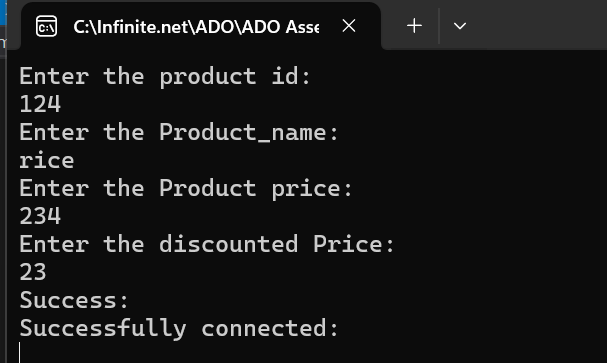 C:\Infinite.net\ADO\ADO Asse
Enter the product id:
124
Enter the Product_name:
rice
Enter the Product price:
234
Enter the discounted Price:
23
Success:
Successfully connected: